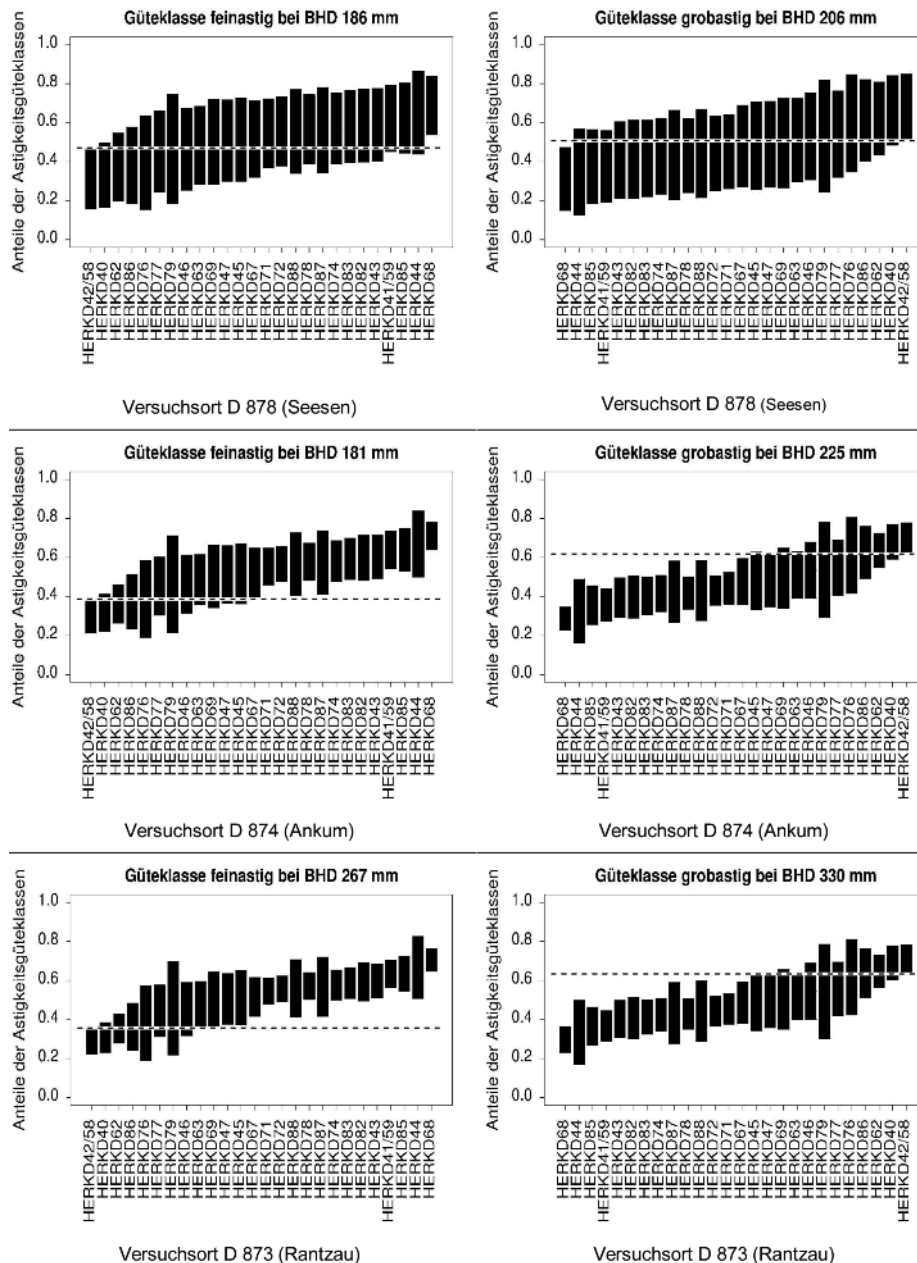 Güteklasse feinastig bei BHD 186 mm
Anteile der Astigkeitsgüteklassen
1.0
0.8
0.6
0.4
0.2
0.0
HERKD42/58
HERKD40
HERKD62
HERKD86
HERKD76
HERKD77
HERKD79
HERKD46
HERKD63
HERKD69
HERKD47
HERKD45
HERKD67
HERKD71
HERKD72
HERKD88
HERKD78
HERKD87
HERKD74
HERKD83
HERKD82
HERKD43
HERKD41/59
HERKD85
HERKD44
HERKD68
Versuchsort D 878 (Seesen)
Güteklasse grobastig bei BHD 206 mm
Anteile der Astigkeitsgüteklassen
1.0
0.8
0.6
0.4
0.2
0.0
HERKD68
HERKD44
HERKD85
HERKD41/59
HERKD43
HERKD82
HERKD83
HERKD74
HERKD87
HERKD78
HERKD88
HERKD72
HERKD71
HERKD67
HERKD45
HERKD47
HERKD69
HERKD63
HERKD46
HERKD79
HERKD77
HERKD76
HERKD86
HERKD62
HERKD40
HERKD42/58
Versuchsort D 878 (Seesen)
Güteklasse feinastig bei BHD 181 mm
Anteile der Astigkeitsgüteklassen
1.0
0.8
0.6
0.4
0.2
0.0
HERKD42/58
HERKD40
HERKD62
HERKD86
HERKD76
HERKD77
HERKD79
HERKD46
HERKD63
HERKD69
HERKD47
HERKD45
HERKD67
HERKD71
HERKD72
HERKD88
HERKD78
HERKD87
HERKD74
HERKD83
HERKD82
HERKD43
HERKD41/59
HERKD85
HERKD44
HERKD68
Versuchsort D 874 (Ankum)
Güteklasse grobastig bei BHD 225 mm
Anteile der Astigkeitsgüteklassen
1.0
0.8
0.6
0.4
0.2
0.0
HERKD68
HERKD44
HERKD85
HERKD41/59
HERKD43
HERKD82
HERKD83
HERKD74
HERKD87
HERKD78
HERKD88
HERKD72
HERKD71
HERKD67
HERKD45
HERKD47
HERKD69
HERKD63
HERKD46
HERKD79
HERKD77
HERKD76
HERKD86
HERKD62
HERKD40
HERKD42/58
Versuchsort D 874 (Ankum)
Güteklasse feinastig bei BHD 267 mm
Anteile der Astigkeitsgüteklassen
1.0
0.8
0.6
0.4
0.2
0.0
HERKD42/58
HERKD40
HERKD62
HERKD86
HERKD76
HERKD77
HERKD79
HERKD46
HERKD63
HERKD69
HERKD47
HERKD45
HERKD67
HERKD71
HERKD72
HERKD88
HERKD78
HERKD87
HERKD74
HERKD83
HERKD82
HERKD43
HERKD41/59
HERKD85
HERKD44
HERKD68
Versuchsort D 873 (Rantzau)
Güteklasse grobastig bei BHD 330 mm
Anteile der Astigkeitsgüteklassen
1.0
0.8
0.6
0.4
0.2
0.0
HERKD68
HERKD44
HERKD85
HERKD41/59
HERKD43
HERKD82
HERKD83
HERKD74
HERKD87
HERKD78
HERKD88
HERKD72
HERKD71
HERKD67
HERKD45
HERKD47
HERKD69
HERKD63
HERKD46
HERKD79
HERKD77
HERKD76
HERKD86
HERKD62
HERKD40
HERKD42/58
Versuchsort D 873 (Rantzau)